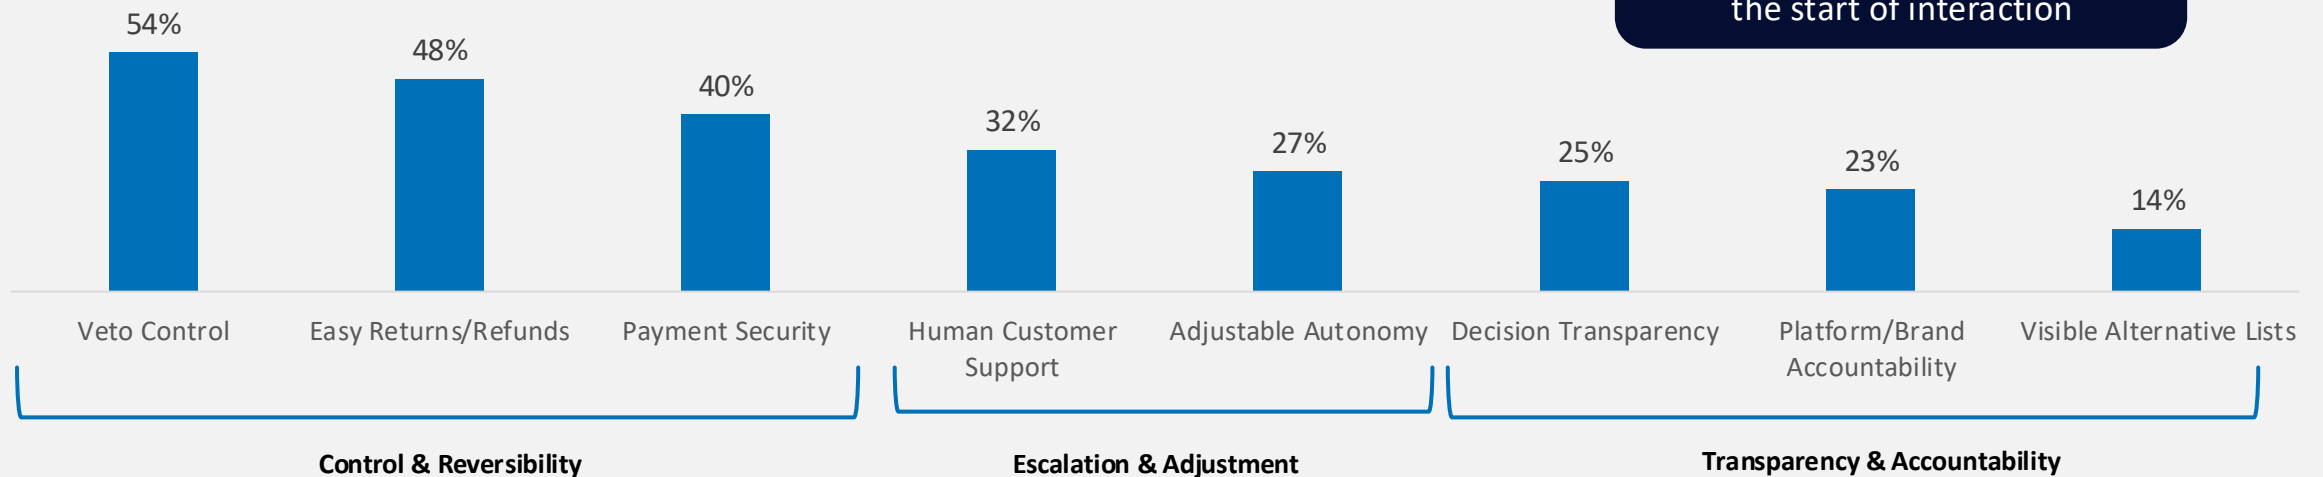 the start of interaction
54%
48%
40%
32%
27%
25%
23%
14%
Veto Control
Easy Returns/Refunds
Payment Security
Human Customer
Support
Adjustable Autonomy
Decision Transparency
Platform/Brand
Accountability
Visible Alternative Lists
Control & Reversibility
Escalation & Adjustment
Transparency & Accountability